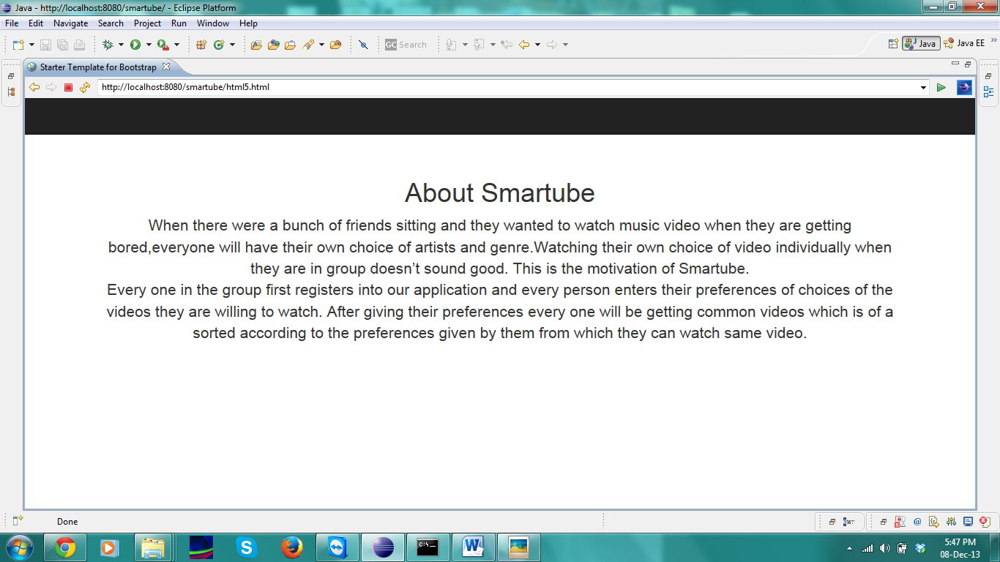 Java - http://localhost:8080/smartube/ - Eclipse Platform
File Edit Navigate Search Project Run Window Help
GC Search
Java
Java EE
Starter Template for Bootstrap
http://localhost:8080/smartube/html5.html
About Smartube
When there were a bunch of friends sitting and they wanted to watch music video when they are getting
bored,everyone will have their own choice of artists and genre.Watching their own choice of video individually when
they are in group doesn’t sound good. This is the motivation of Smartube.
Every one in the group first registers into our application and every person enters their preferences of choices of the
videos they are willing to watch. After giving their preferences every one will be getting common videos which is of a
sorted according to the preferences given by them from which they can watch same video.
Done
5:47 PM
08-Dec-13